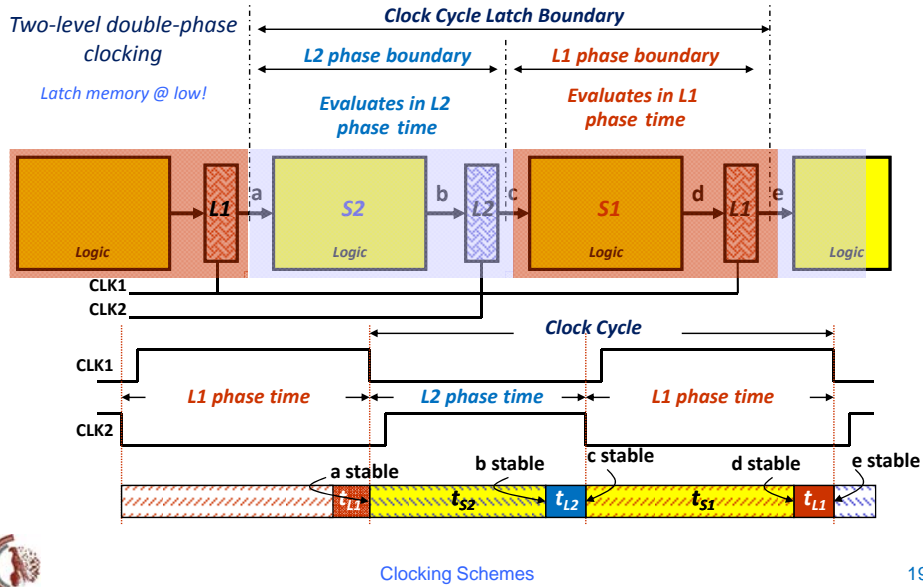 Two-level double-phase
clocking
Latch memory @ low!
Clock Cycle Latch Boundary
L2 phase boundary
L1 phase boundary
Evaluates in L2
phase time
Evaluates in L1
phase time
Logic
L1
a
S2
Logic
b
L2
c
S1
Logic
d
L1
e
Logic
CLK1
CLK2
Clock Cycle
CLK1
L1 phase time
L2 phase time
L1 phase time
CLK2
a stable
b stable
c stable
d stable
e stable
tL1
tS2
tL2
tS1
tL1
Clocking Schemes
19